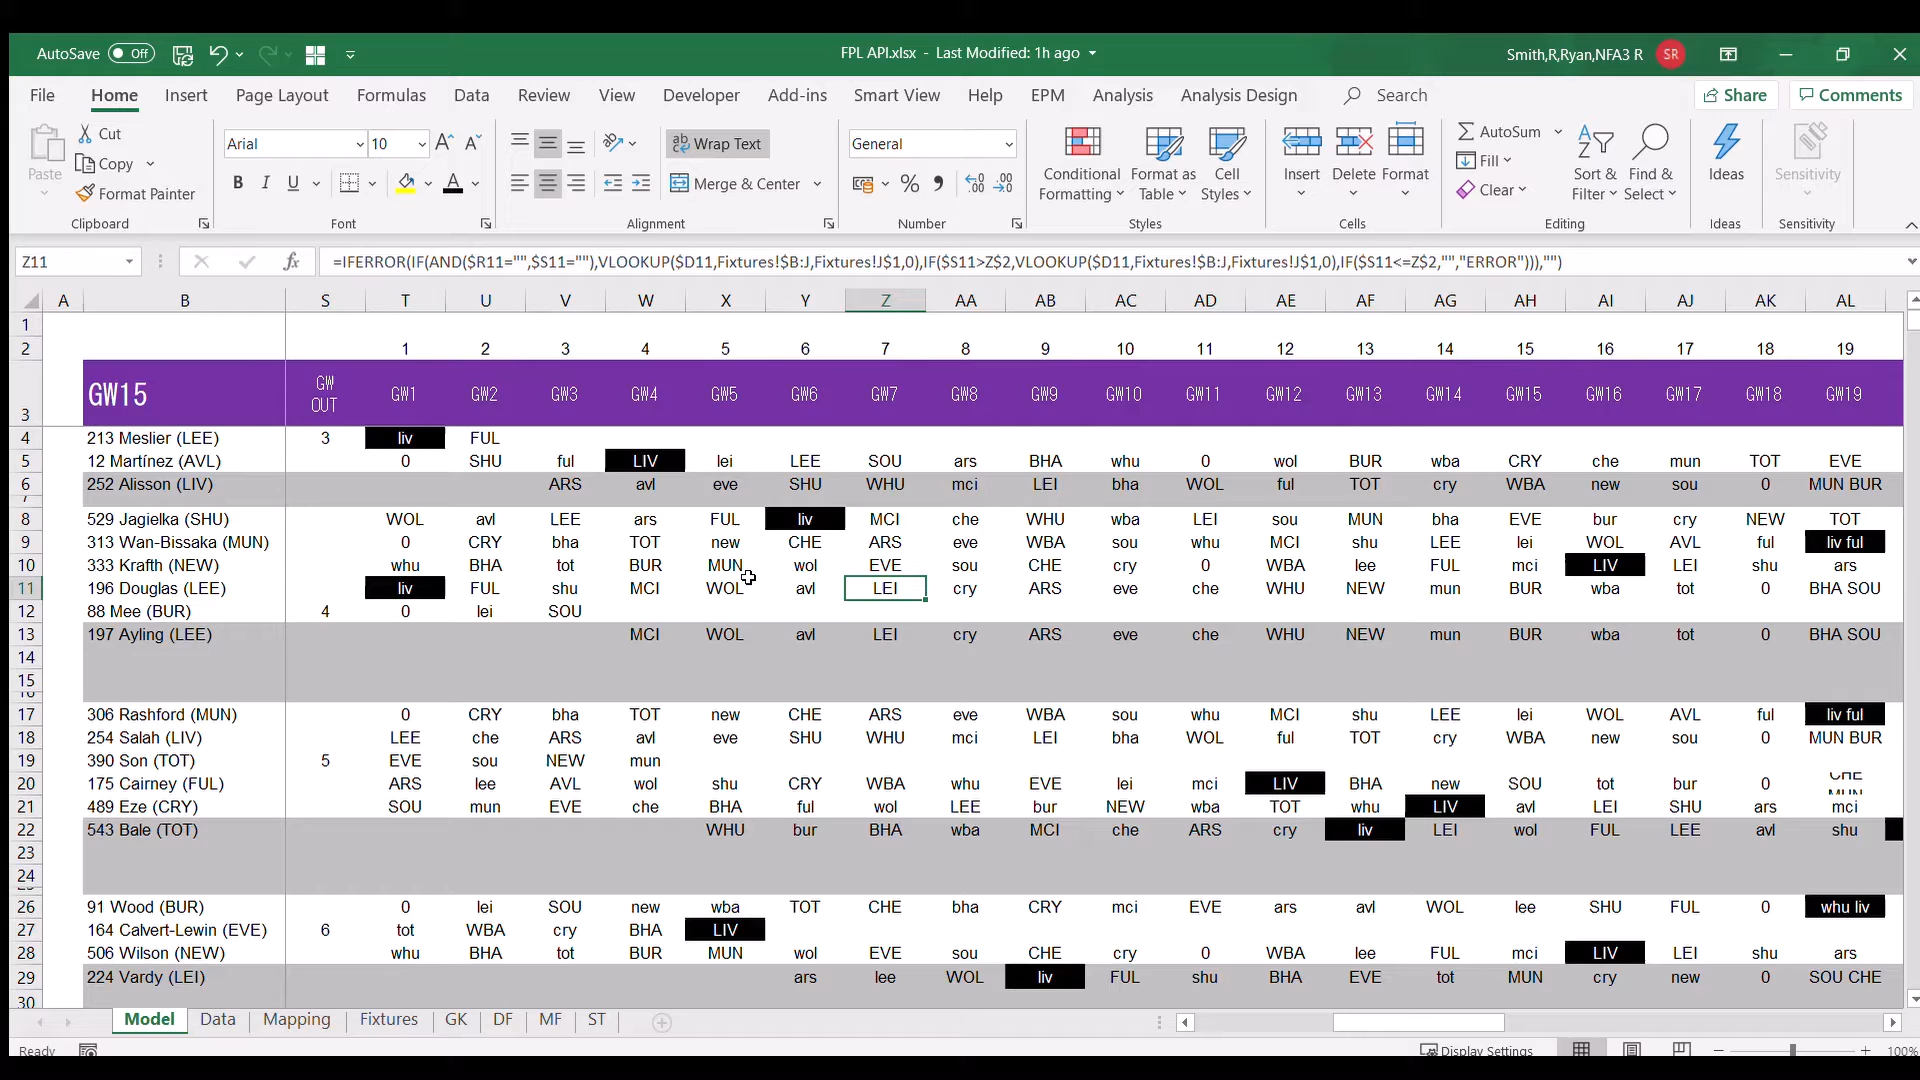 AutoSave Off FPL API.xlsx - Last Modified: 1h ago Smith,R,Ryan,NFA3 R SR
File Home Insert Page Layout Formulas Data Review View Developer Add-ins Smart View Help EPM Analysis Analysis Design Search Share Comments
Paste Cut Copy Format Painter Clipboard
Arial 10 B I U Font
Wrap Text Merge & Center Alignment
General % Number
Conditional Formatting Format as Table Cell Styles Styles
Insert Delete Format Cells
AutoSum Fill Clear Sort & Filter Find & Select Editing
Ideas Ideas
Sensitivity Sensitivity
Z11 fx =IFERROR(IF(AND($R11="",$S11=""),VLOOKUP($D11,Fixtures!$B:J,Fixtures!J$1,0),IF($S11>Z$2,VLOOKUP($D11,Fixtures!$B:J,Fixtures!J$1,0),IF($S11<=Z$2,"","ERROR"))),"")
A B S T U V W X Y Z AA AB AC AD AE AF AG AH AI AJ AK AL
1
2 1 2 3 4 5 6 7 8 9 10 11 12 13 14 15 16 17 18 19
3 GW15 GW OUT GW1 GW2 GW3 GW4 GW5 GW6 GW7 GW8 GW9 GW10 GW11 GW12 GW13 GW14 GW15 GW16 GW17 GW18 GW19
4 213 Meslier (LEE) 3 liv FUL
5 12 Martínez (AVL) 0 SHU ful LIV lei LEE SOU ars BHA whu 0 wol BUR wba CRY che mun TOT EVE
6 252 Alisson (LIV) ARS avl eve SHU WHU mci LEI bha WOL ful TOT cry WBA new sou 0 MUN BUR
8 529 Jagielka (SHU) WOL avl LEE ars FUL liv MCI che WHU wba LEI sou MUN bha EVE bur cry NEW TOT
9 313 Wan-Bissaka (MUN) 0 CRY bha TOT new CHE ARS eve WBA sou whu MCI shu LEE lei WOL AVL ful liv ful
10 333 Krafth (NEW) whu BHA tot BUR MUN wol EVE sou CHE cry 0 WBA lee FUL mci LIV LEI shu ars
11 196 Douglas (LEE) liv FUL shu MCI WOL avl LEI cry ARS eve che WHU NEW mun BUR wba tot 0 BHA SOU
12 88 Mee (BUR) 4 0 lei SOU
13 197 Ayling (LEE) MCI WOL avl LEI cry ARS eve che WHU NEW mun BUR wba tot 0 BHA SOU
14
15
17 306 Rashford (MUN) 0 CRY bha TOT new CHE ARS eve WBA sou whu MCI shu LEE lei WOL AVL ful liv ful
18 254 Salah (LIV) LEE che ARS avl eve SHU WHU mci LEI bha WOL ful TOT cry WBA new sou 0 MUN BUR
19 390 Son (TOT) 5 EVE sou NEW mun
20 175 Cairney (FUL) ARS lee AVL wol shu CRY WBA whu EVE lei mci LIV BHA new SOU tot bur 0 CHE MUN
21 489 Eze (CRY) SOU mun EVE che BHA ful wol LEE bur NEW wba TOT whu LIV avl LEI SHU ars mci
22 543 Bale (TOT) WHU bur BHA wba MCI che ARS cry liv LEI wol FUL LEE avl shu
23
24
26 91 Wood (BUR) 0 lei SOU new wba TOT CHE bha CRY mci EVE ars avl WOL lee SHU FUL 0 whu liv
27 164 Calvert-Lewin (EVE) 6 tot WBA cry BHA LIV
28 506 Wilson (NEW) whu BHA tot BUR MUN wol EVE sou CHE cry 0 WBA lee FUL mci LIV LEI shu ars
29 224 Vardy (LEI) ars lee WOL liv FUL shu BHA EVE tot MUN cry new 0 SOU CHE
30
Model Data Mapping Fixtures GK DF MF ST
Ready Display Settings 100%